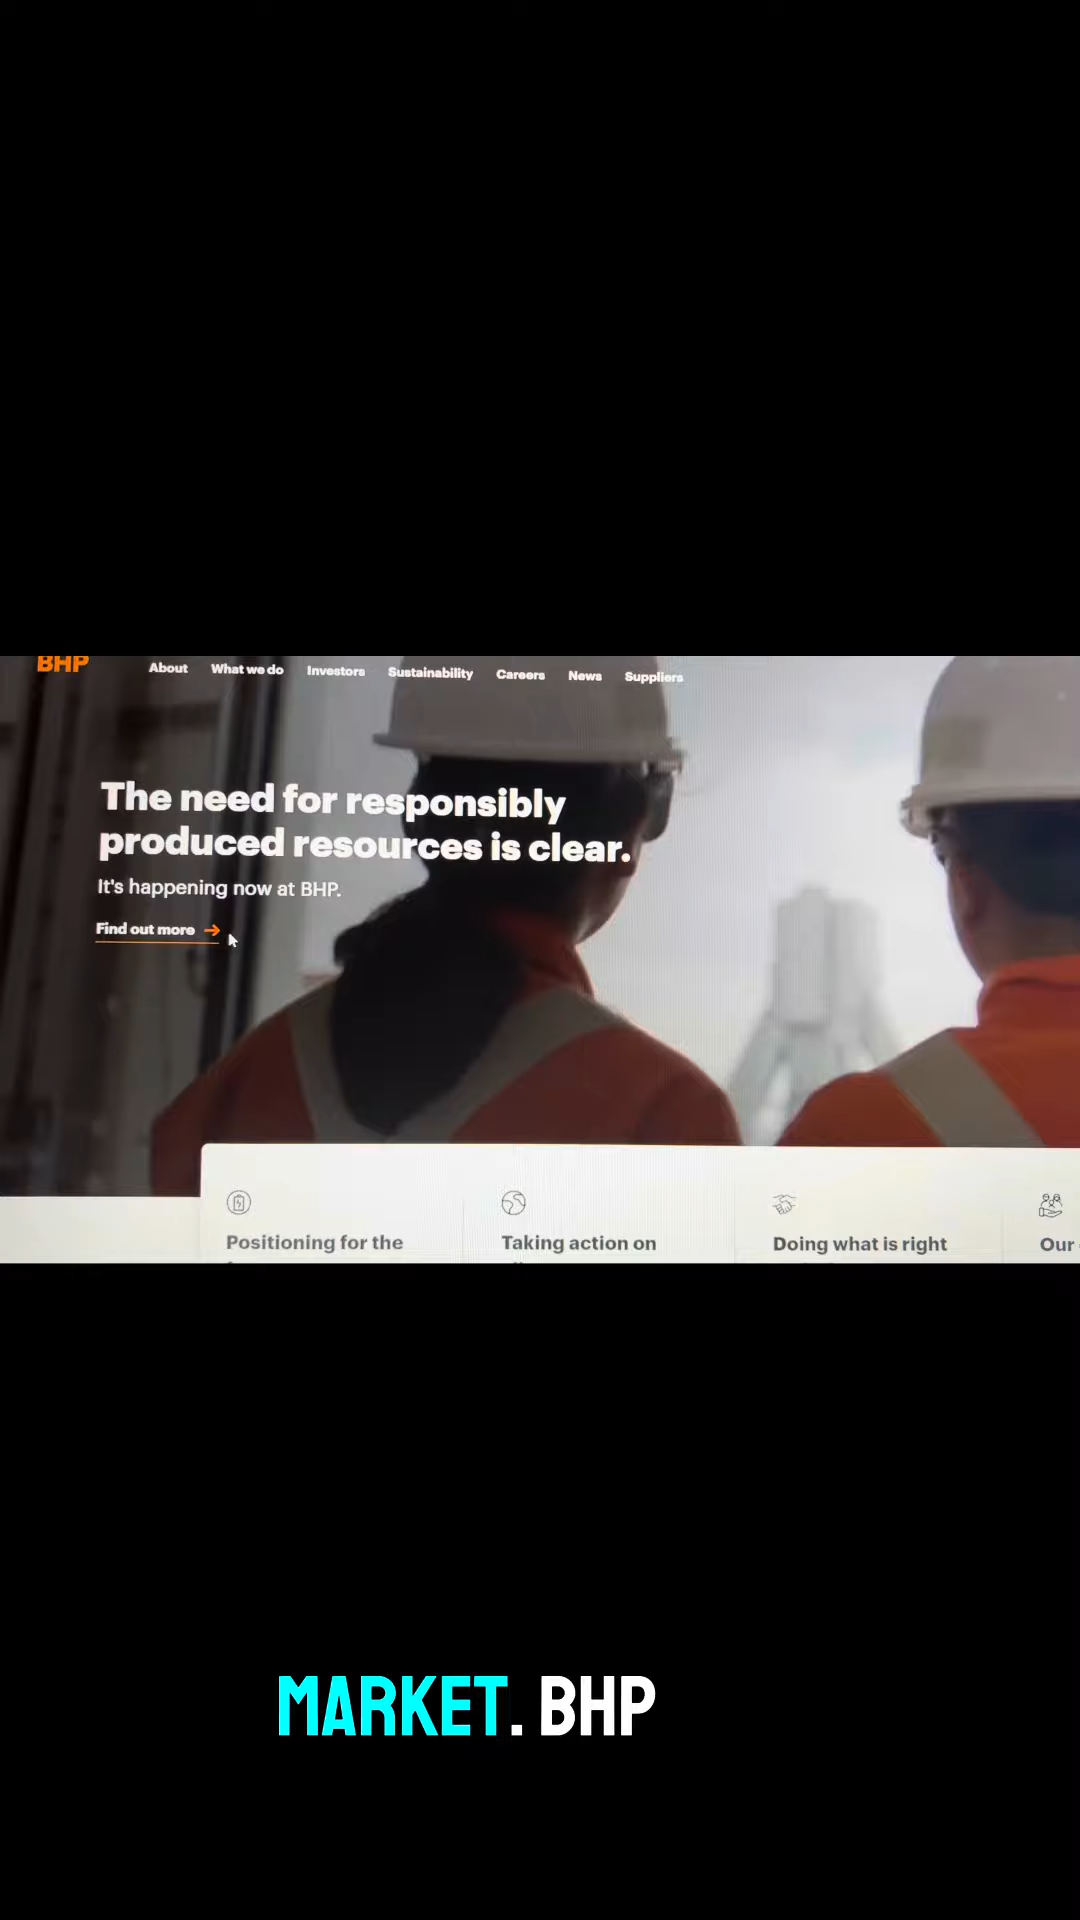 BHP
About What we do Investors Sustainability Careers News Suppliers
The need for responsibly
produced resources is clear.
It's happening now at BHP.
Find out more →
Positioning for the
Taking action on
Doing what is right
Our
MARKET. BHP